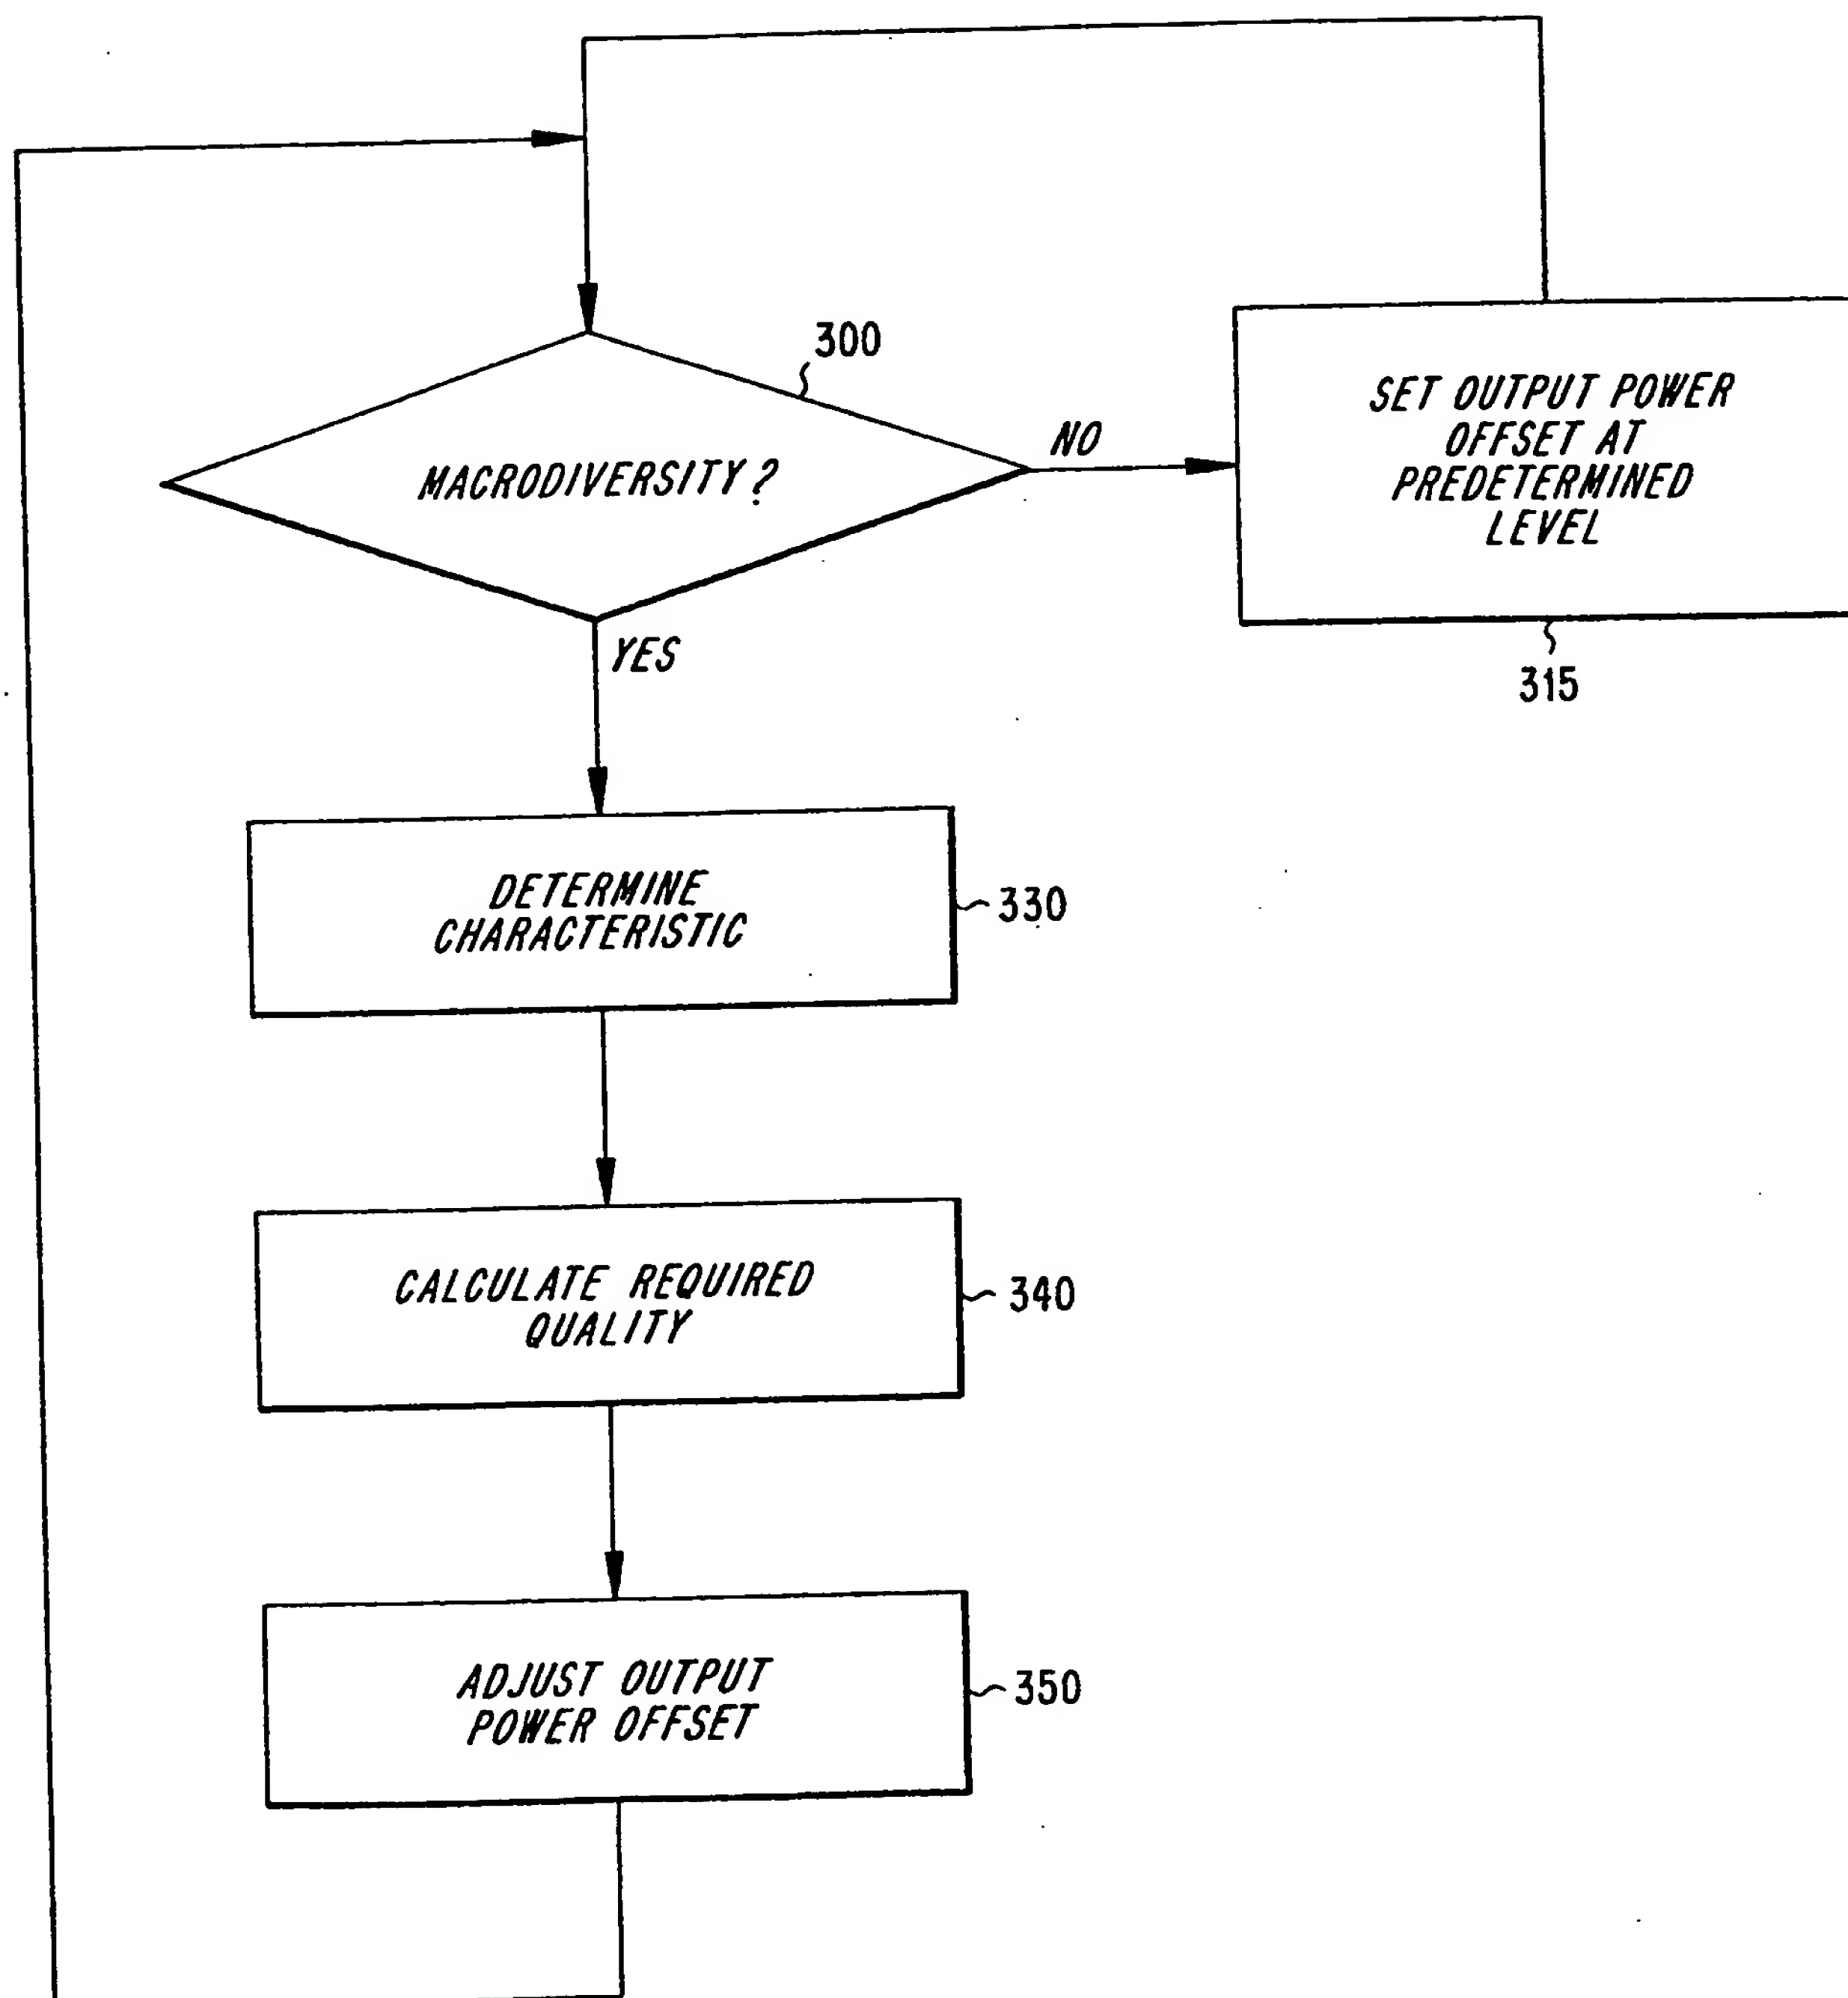 300
MACRODIVERSITY?
NO
YES
SET OUTPUT POWER
OFFSET AT
PREDETERMINED
LEVEL
315
DETERMINE
CHARACTERISTIC
330
CALCULATE REQUIRED
QUALITY
340
ADJUST OUTPUT
POWER OFFSET
350